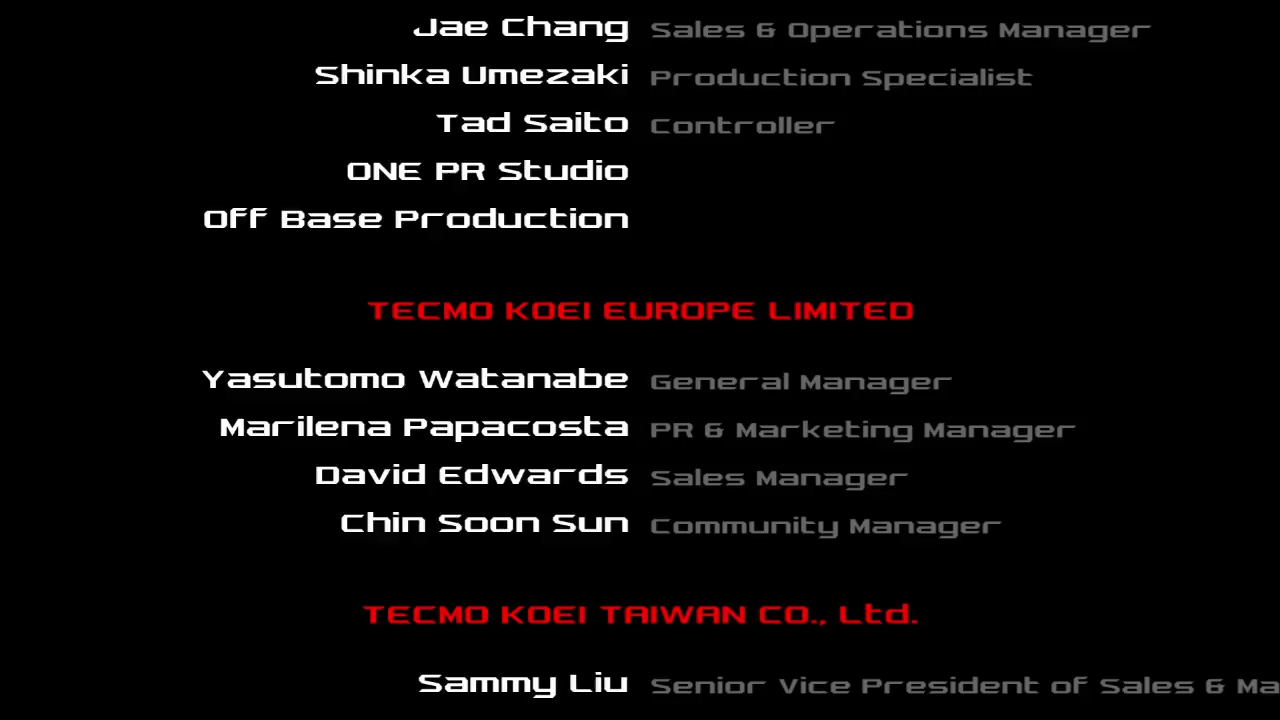 Jae Chang Sales & Operations Manager
Shinka Umezaki Production Specialist
Tad Saito Controller
ONE PR Studio
Off Base Production
TECMO KOEI EUROPE LIMITED
Yasutomo Watanabe General Manager
Marilena Papacosta PR & Marketing Manager
David Edwards Sales Manager
Chin Soon Sun Community Manager
TECMO KOEI TAIWAN CO., Ltd.
Sammy Liu Senior Vice President of Sales & Ma